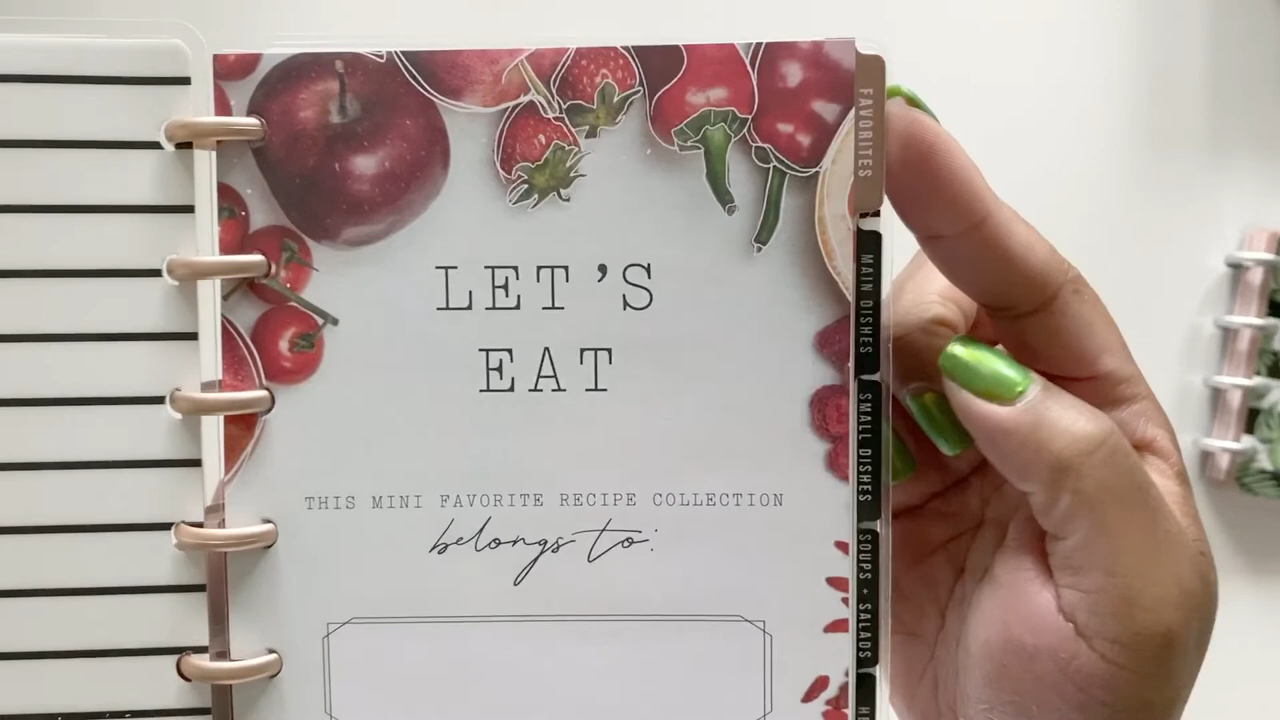 LET'S
EAT
THIS MINI FAVORITE RECIPE COLLECTION
belongs to:
FAVORITES
MAIN DISHES
SMALL DISHES
SOUPS + SALADS